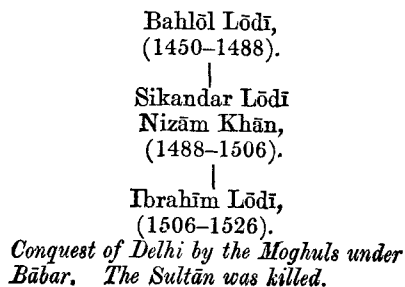 Bahlōl Lōdī,
(1450–1488).
Sikandar Lōdī
Nizām Khān,
(1488–1506).
Ibrahīm Lōdī,
(1506–1526).
Conquest of Delhi by the Moghuls under
Bābar. The Sultān was killed.